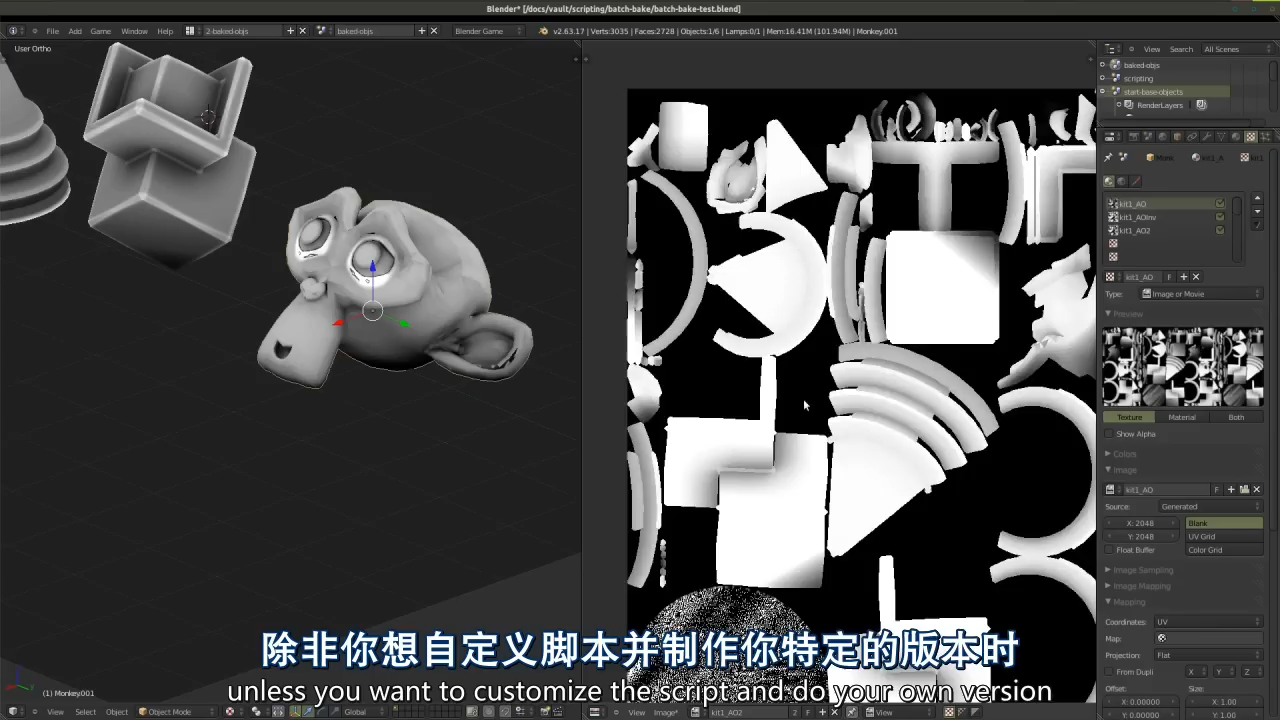 Blender* [/docs/vault/scripting/batch-bake/batch-bake-test.blend]
File Add Game Window Help 2-baked-objs baked-objs Blender Game v2.63.17 | Verts:3035 | Faces:2728 | Objects:1/6 | Lamps:0/1 | Mem:16.41M (101.94M) | Monkey.001
User Ortho
View Search All Scenes
baked-objs
scripting
start-base-objects
RenderLayers
kit1_AO
kit1_AOInv
kit1_AO2
kit1_AO F
Type: Image or Movie
Preview
Texture Material Both
Show Alpha
Colors
Image
kit1_AO F
Source: Generated
X: 2048 Blank
Y: 2048 UV Grid
Float Buffer Color Grid
Image Sampling
Image Mapping
Mapping
Coordinates: UV
Map:
Projection: Flat
From Dupli X Y Z
Offset: Size:
X: 0.00000 X: 1.00
Y: 0.00000 Y: 1.00
除非你想自定义脚本并制作你特定的版本时
unless you want to customize the script and do your own version
(1) Monkey.001
View Select Object Object Mode Global View Image* kit1_AO2 2 F View